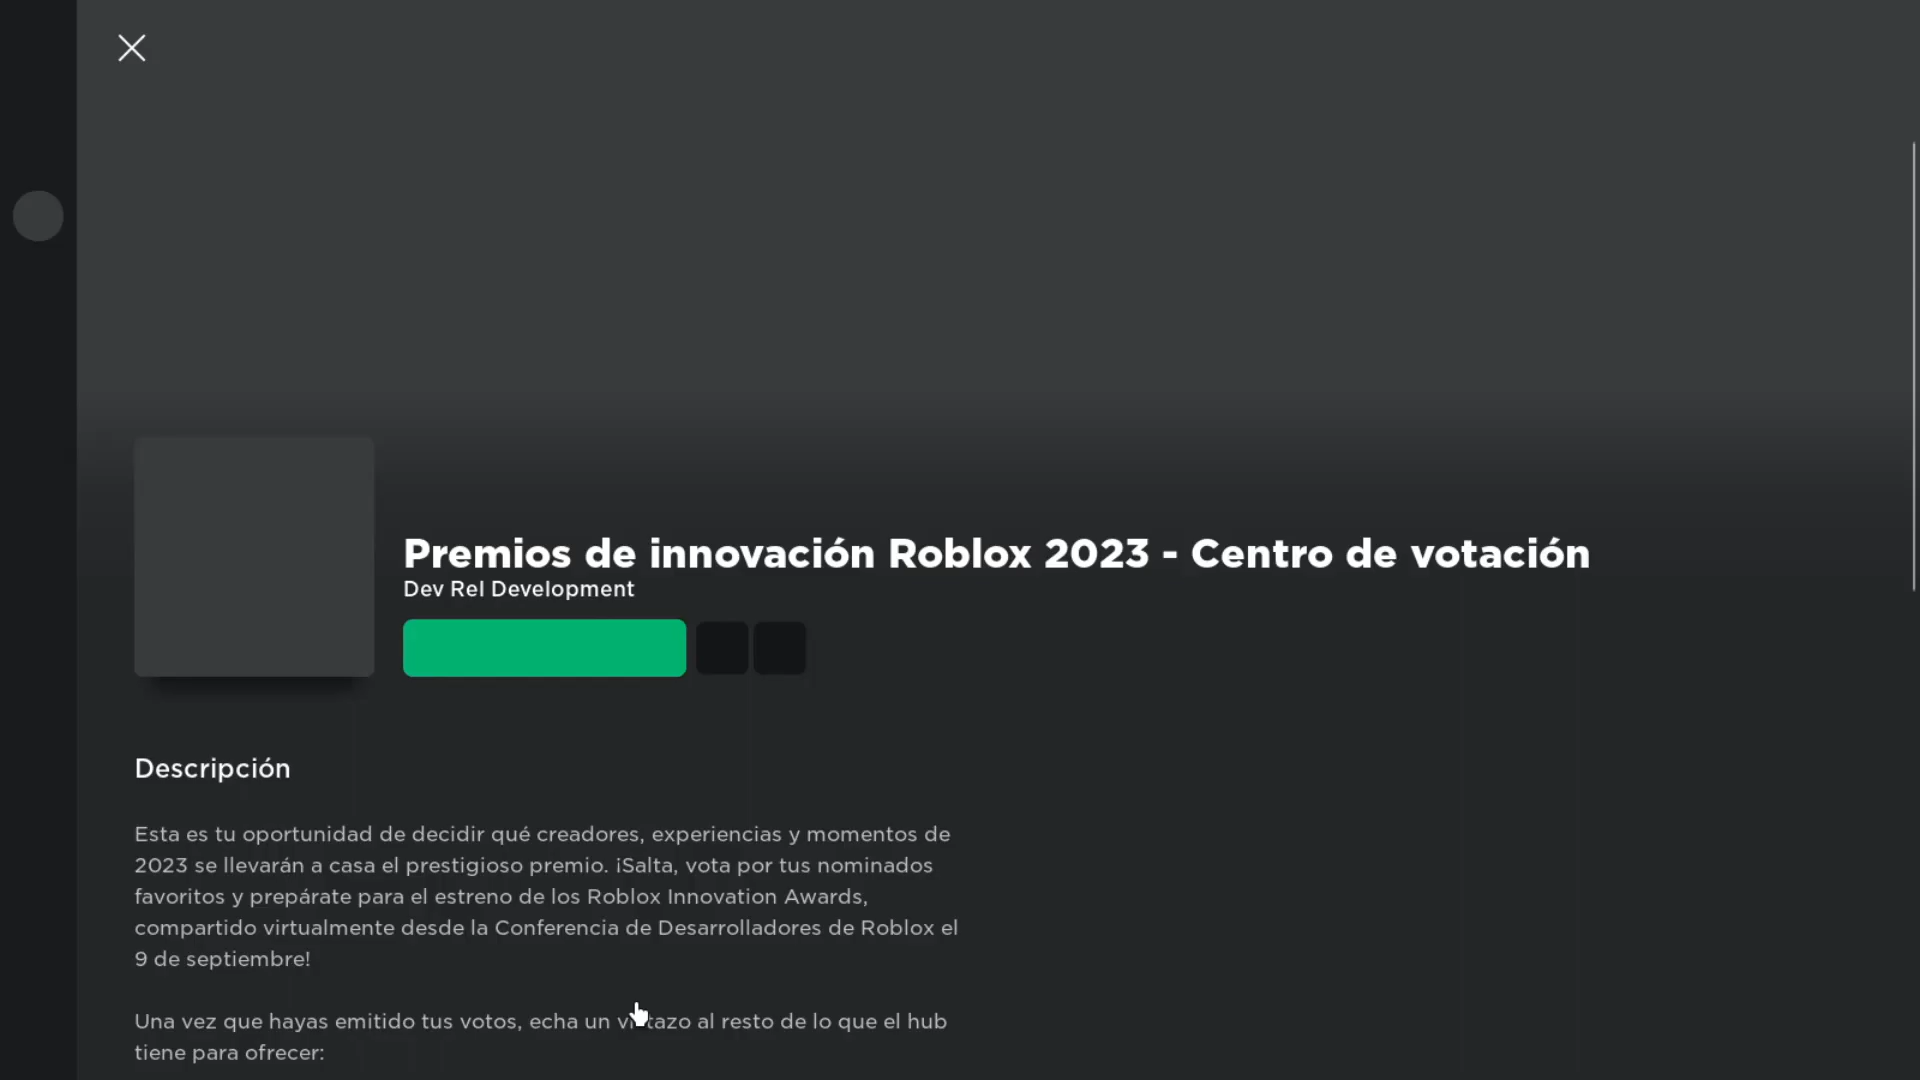 Premios de innovación Roblox 2023 - Centro de votación
Dev Rel Development
Descripción
Esta es tu oportunidad de decidir qué creadores, experiencias y momentos de
2023 se llevarán a casa el prestigioso premio. ¡Salta, vota por tus nominados
favoritos y prepárate para el estreno de los Roblox Innovation Awards,
compartido virtualmente desde la Conferencia de Desarrolladores de Roblox el
9 de septiembre!
Una vez que hayas emitido tus votos, echa un vistazo al resto de lo que el hub
tiene para ofrecer: